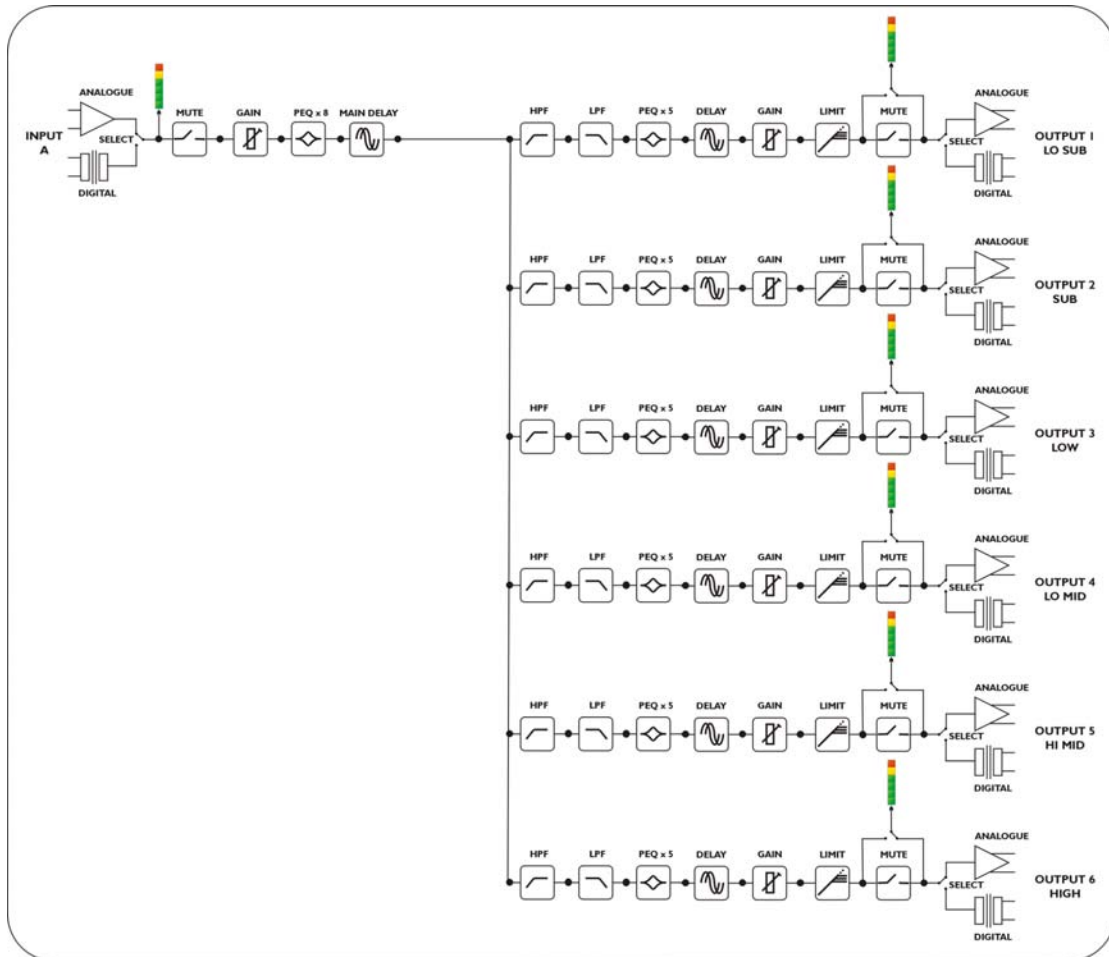 ANALOGUE
INPUT
A
SELECT
DIGITAL
MUTE
GAIN
PEQ x 8
MAIN DELAY
HPF
LPF
PEQ x 5
DELAY
GAIN
LIMIT
MUTE
ANALOGUE
SELECT
DIGITAL
OUTPUT 1
LO SUB
HPF
LPF
PEQ x 5
DELAY
GAIN
LIMIT
MUTE
ANALOGUE
SELECT
DIGITAL
OUTPUT 2
SUB
HPF
LPF
PEQ x 5
DELAY
GAIN
LIMIT
MUTE
ANALOGUE
SELECT
DIGITAL
OUTPUT 3
LOW
HPF
LPF
PEQ x 5
DELAY
GAIN
LIMIT
MUTE
ANALOGUE
SELECT
DIGITAL
OUTPUT 4
LO MID
HPF
LPF
PEQ x 5
DELAY
GAIN
LIMIT
MUTE
ANALOGUE
SELECT
DIGITAL
OUTPUT 5
HI MID
HPF
LPF
PEQ x 5
DELAY
GAIN
LIMIT
MUTE
ANALOGUE
SELECT
DIGITAL
OUTPUT 6
HIGH